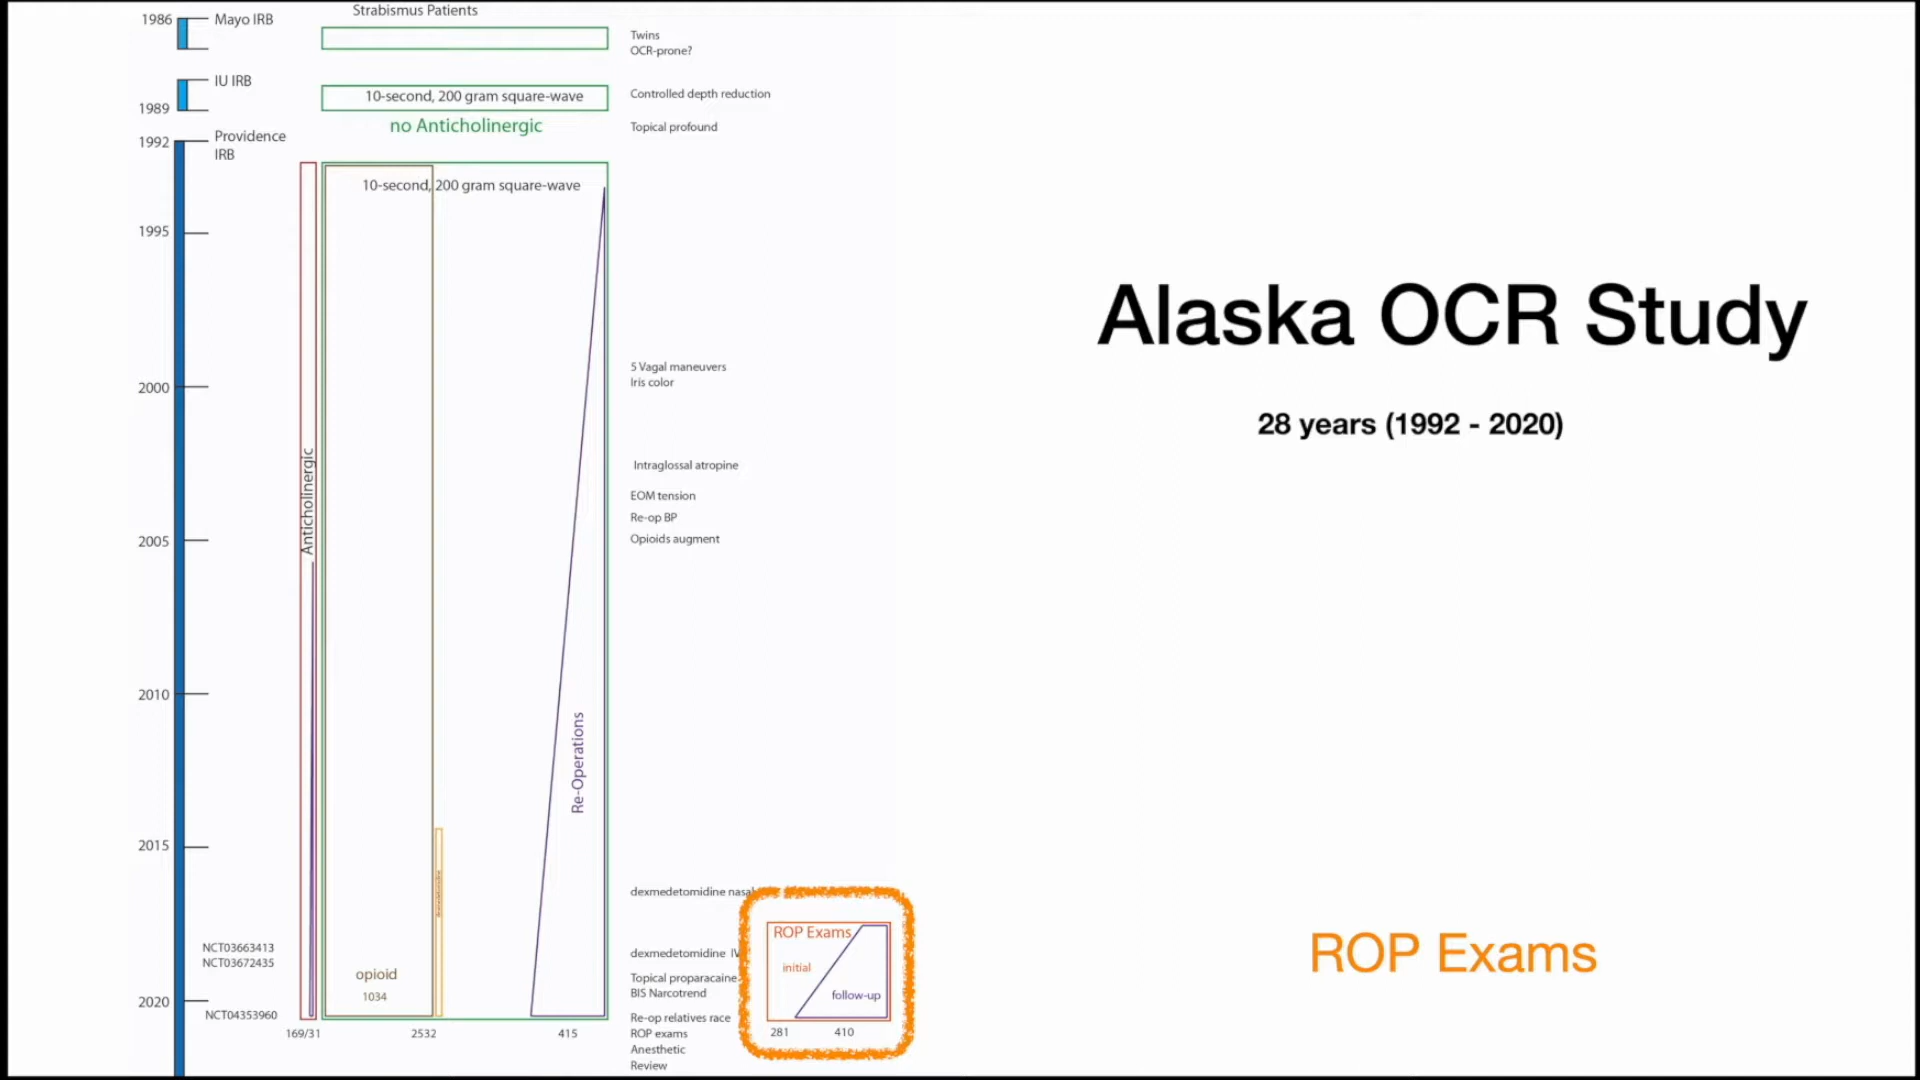 Strabismus Patients
1986
Mayo IRB
Twins
OCR-prone?
IU IRB
1989
10-second, 200 gram square-wave
Controlled depth reduction
no Anticholinergic
Topical profound
1992
Providence
IRB
10-second, 200 gram square-wave
1995
Alaska OCR Study
28 years (1992 - 2020)
5 Vagal maneuvers
Iris color
2000
Anticholinergic
Intraglossal atropine
EOM tension
Re-op BP
Opioids augment
2005
2010
Re-Operations
2015
dexmedetomidine nasal
ROP Exams
initial
follow-up
ROP Exams
NCT03663413
NCT03672435
dexmedetomidine IV
opioid
1034
Topical proparacaine
BIS Narcotrend
2020
NCT04353960
Re-op relatives race
169/31
2532
415
ROP exams
281
410
Anesthetic
Review